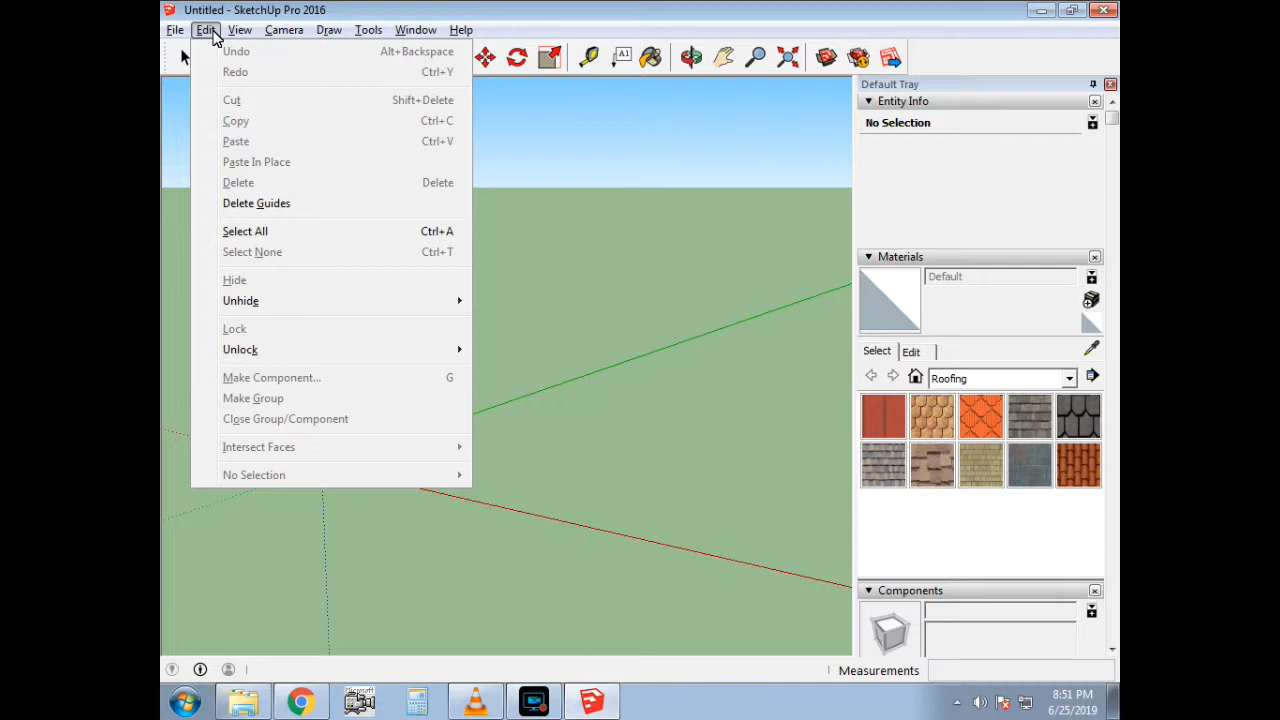 Untitled - SketchUp Pro 2016
File Edit View Camera Draw Tools Window Help
A1
Undo Alt+Backspace
Redo Ctrl+Y
Cut Shift+Delete
Copy Ctrl+C
Paste Ctrl+V
Paste In Place
Delete Delete
Delete Guides
Select All Ctrl+A
Select None Ctrl+T
Hide
Unhide
Lock
Unlock
Make Component... G
Make Group
Close Group/Component
Intersect Faces
No Selection
Default Tray
Entity Info
No Selection
Materials
Default
Select Edit
Roofing
Components
Measurements
Microsoft
8:51 PM
6/25/2019